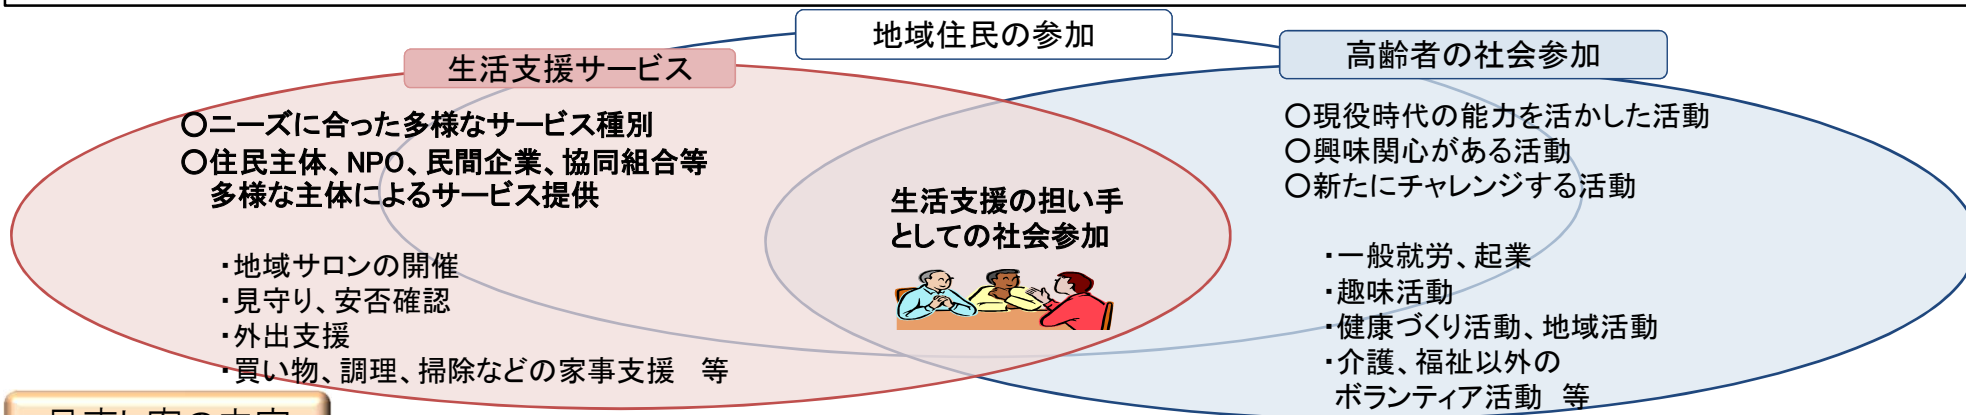 地域住民の参加
生活支援サービス
高齢者の社会参加
○ニーズに合った多様なサービス種別
○住民主体、NPO、民間企業、協同組合等
多様な主体によるサービス提供
・地域サロンの開催
・見守り、安否確認
・外出支援
・買い物、調理、掃除などの家事支援 等
生活支援の担い手
としての社会参加
○現役時代の能力を活かした活動
○興味関心がある活動
○新たにチャレンジする活動
・一般就労、起業
・趣味活動
・健康づくり活動、地域活動
・介護、福祉以外の
ボランティア活動 等